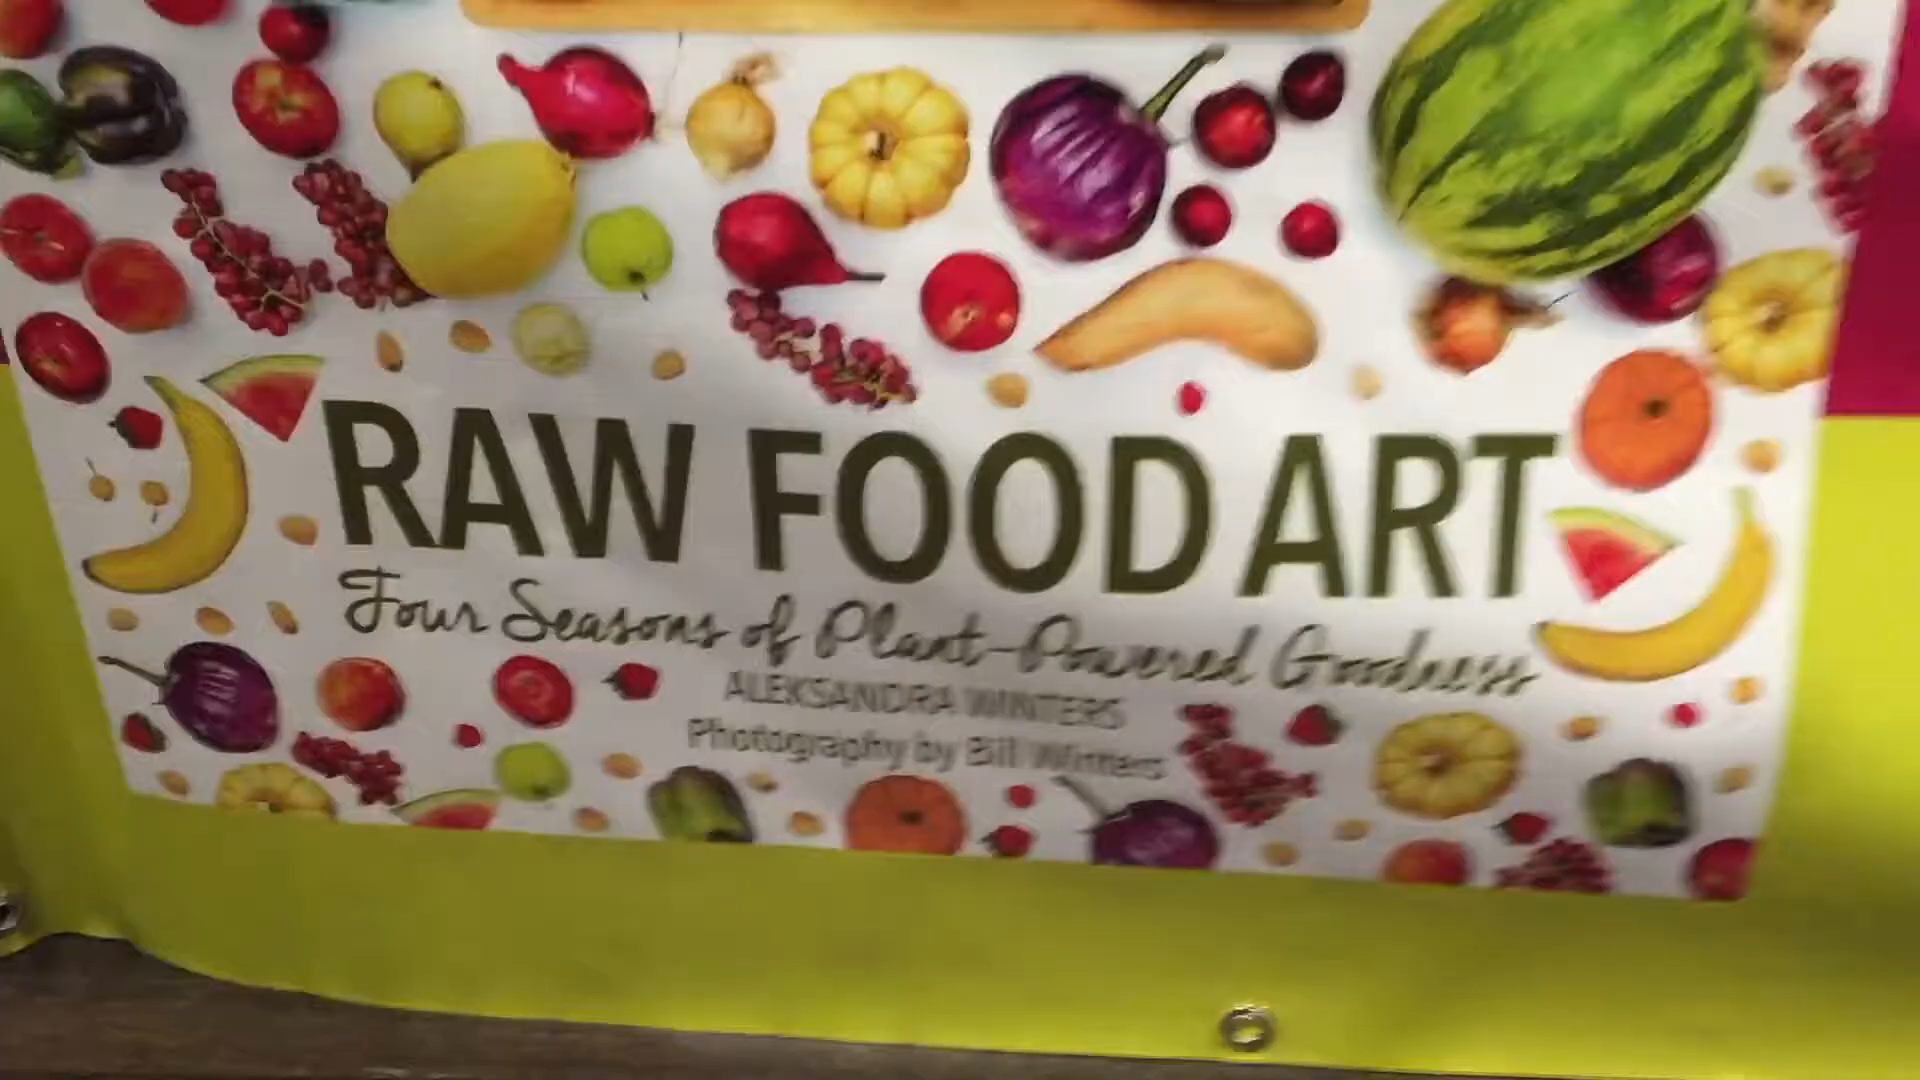 RAW FOOD ART
Four Seasons of Plant-Powered Goodness
ALEKSANDRA WINTERS
Photography by Bill Winters